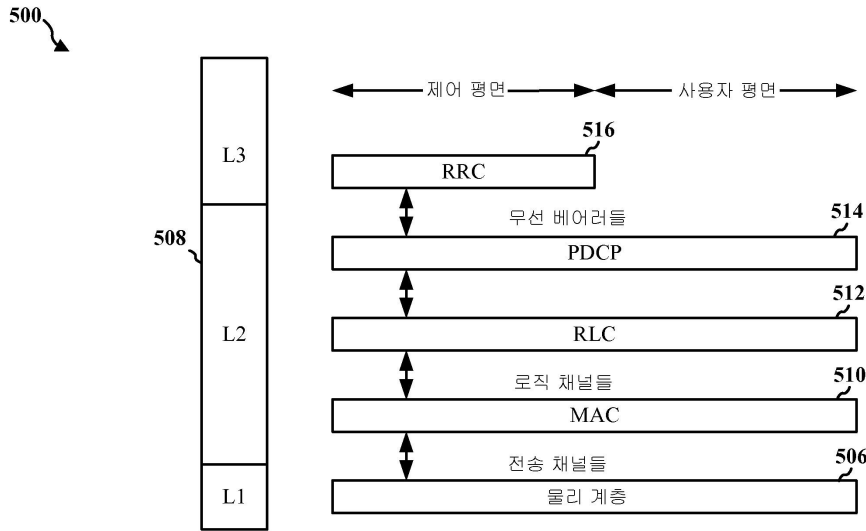 500
제어 평면
사용자 평면
516
L3
RRC
무선 베어러들
514
508
PDCP
512
L2
RLC
로직 채널들
510
MAC
전송 채널들
506
L1
물리 계층